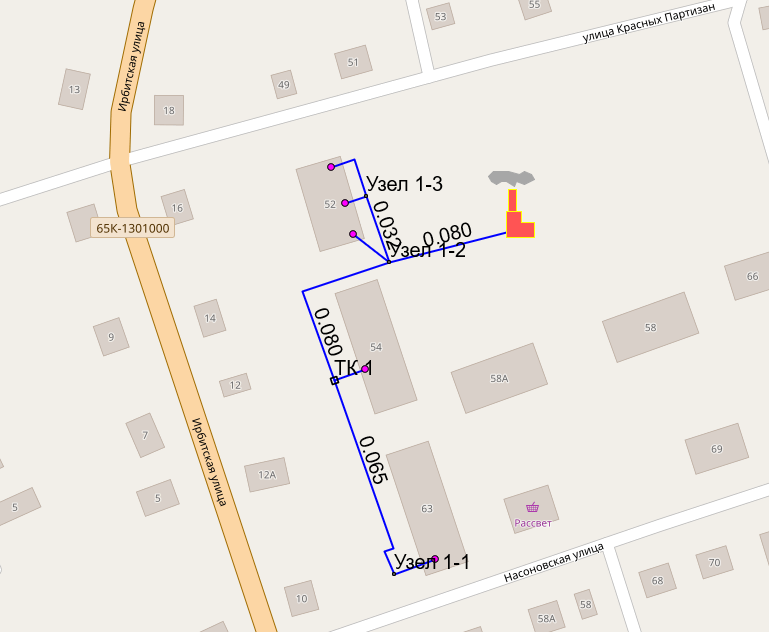 55
53
улица Красных Партизан
Ирбитская улица
51
13
49
18
Узел 1-3
52
16
0.032
0.080
65К-1301000
Узел 1-2
66
14
0.080
58
9
54
ТК 1
58А
12
7
0.065
69
Ирбитская улица
12А
5
5
63
Рассвет
Узел 1-1
Насоновская улица
70
68
10
58
58А